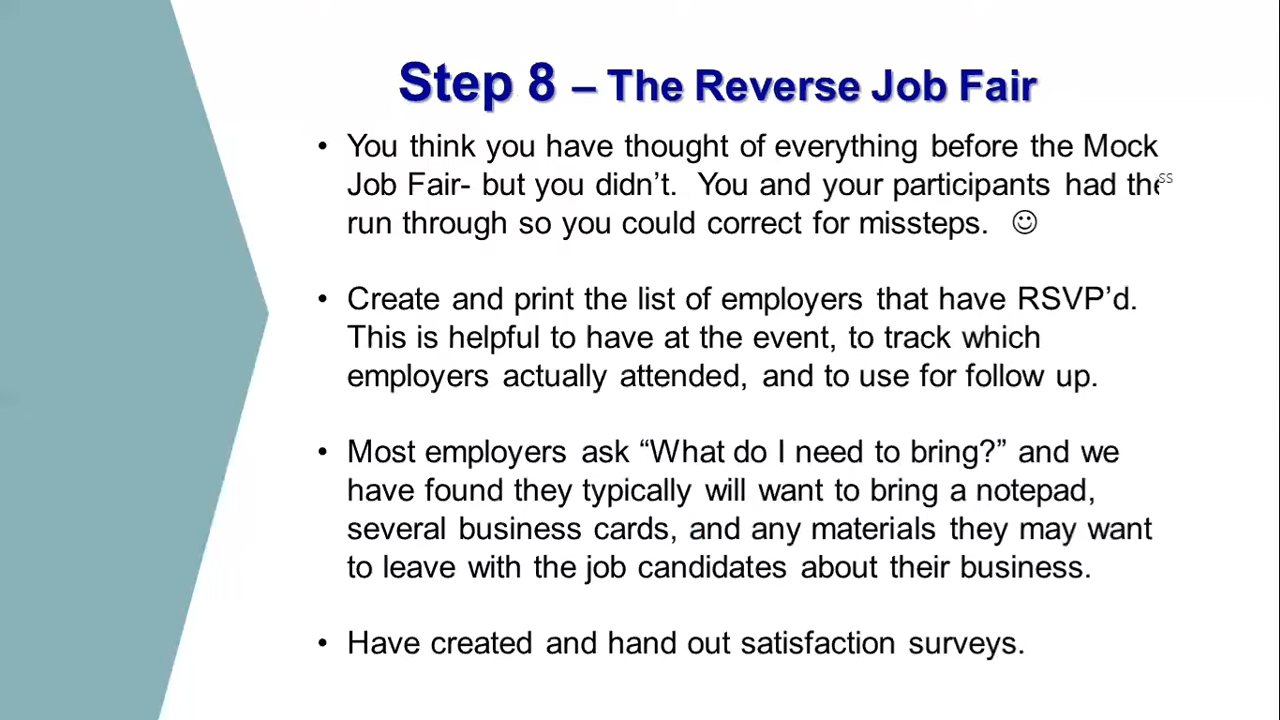 Step 8 – The Reverse Job Fair
• You think you have thought of everything before the Mock
Job Fair- but you didn’t.  You and your participants had the
ss
run through so you could correct for missteps. ☺
• Create and print the list of employers that have RSVP’d.
This is helpful to have at the event, to track which
employers actually attended, and to use for follow up.
• Most employers ask “What do I need to bring?” and we
have found they typically will want to bring a notepad,
several business cards, and any materials they may want
to leave with the job candidates about their business.
• Have created and hand out satisfaction surveys.